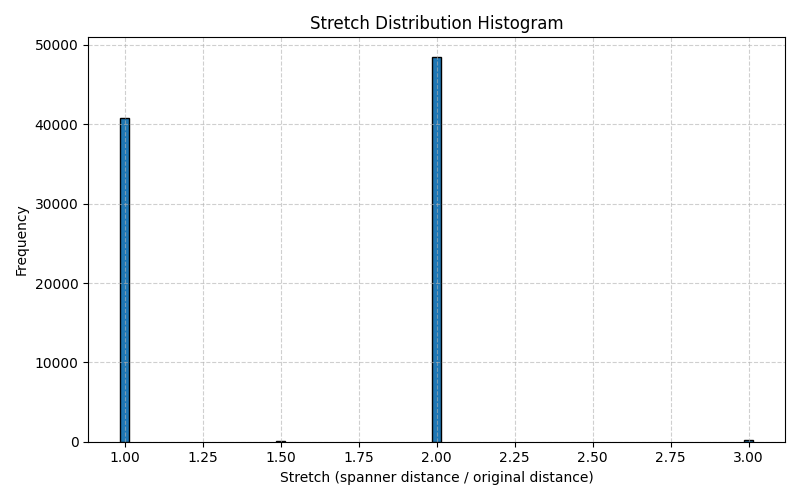 Stretch Distribution Histogram
50000
40000
30000
20000
10000
0
Frequency
1.00 1.25 1.50 1.75 2.00 2.25 2.50 2.75 3.00
Stretch (spanner distance / original distance)